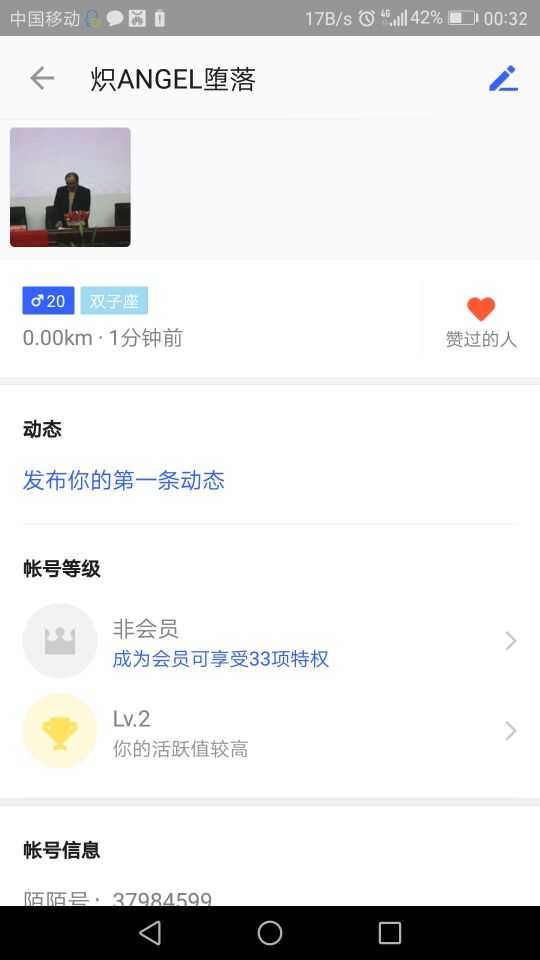 中国移动 17B/s 4G 42% 00:32
炽ANGEL堕落
♂20 双子座
0.00km · 1分钟前
赞过的人
动态
发布你的第一条动态
帐号等级
非会员
成为会员可享受33项特权
Lv.2
你的活跃值较高
帐号信息
陌陌号：37984599